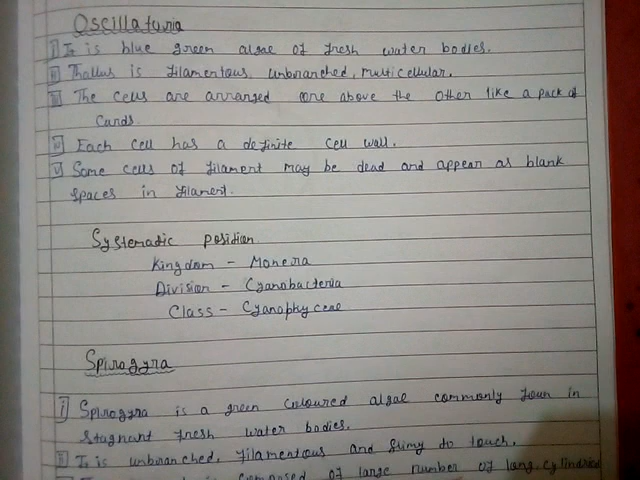 Oscillaturia
i) It is blue green algae of fresh water bodies.
ii) Thallus is filamentous, unbranched, multicellular.
iii) The cells are arranged one above the other like a pack of
cards.
iv) Each cell has a definite cell wall.
v) Some cells of filament may be dead and appear as blank
spaces in filament.
Systematic position
Kingdom - Monera
Division - Cyanobacteria
Class - Cyanophyceae
Spirogyra
i) Spirogyra is a green coloured algae commonly foun in
stagnant fresh water bodies.
ii) It is unbranched, filamentous and slimy to touch.
composed of large number of long, cylindrical